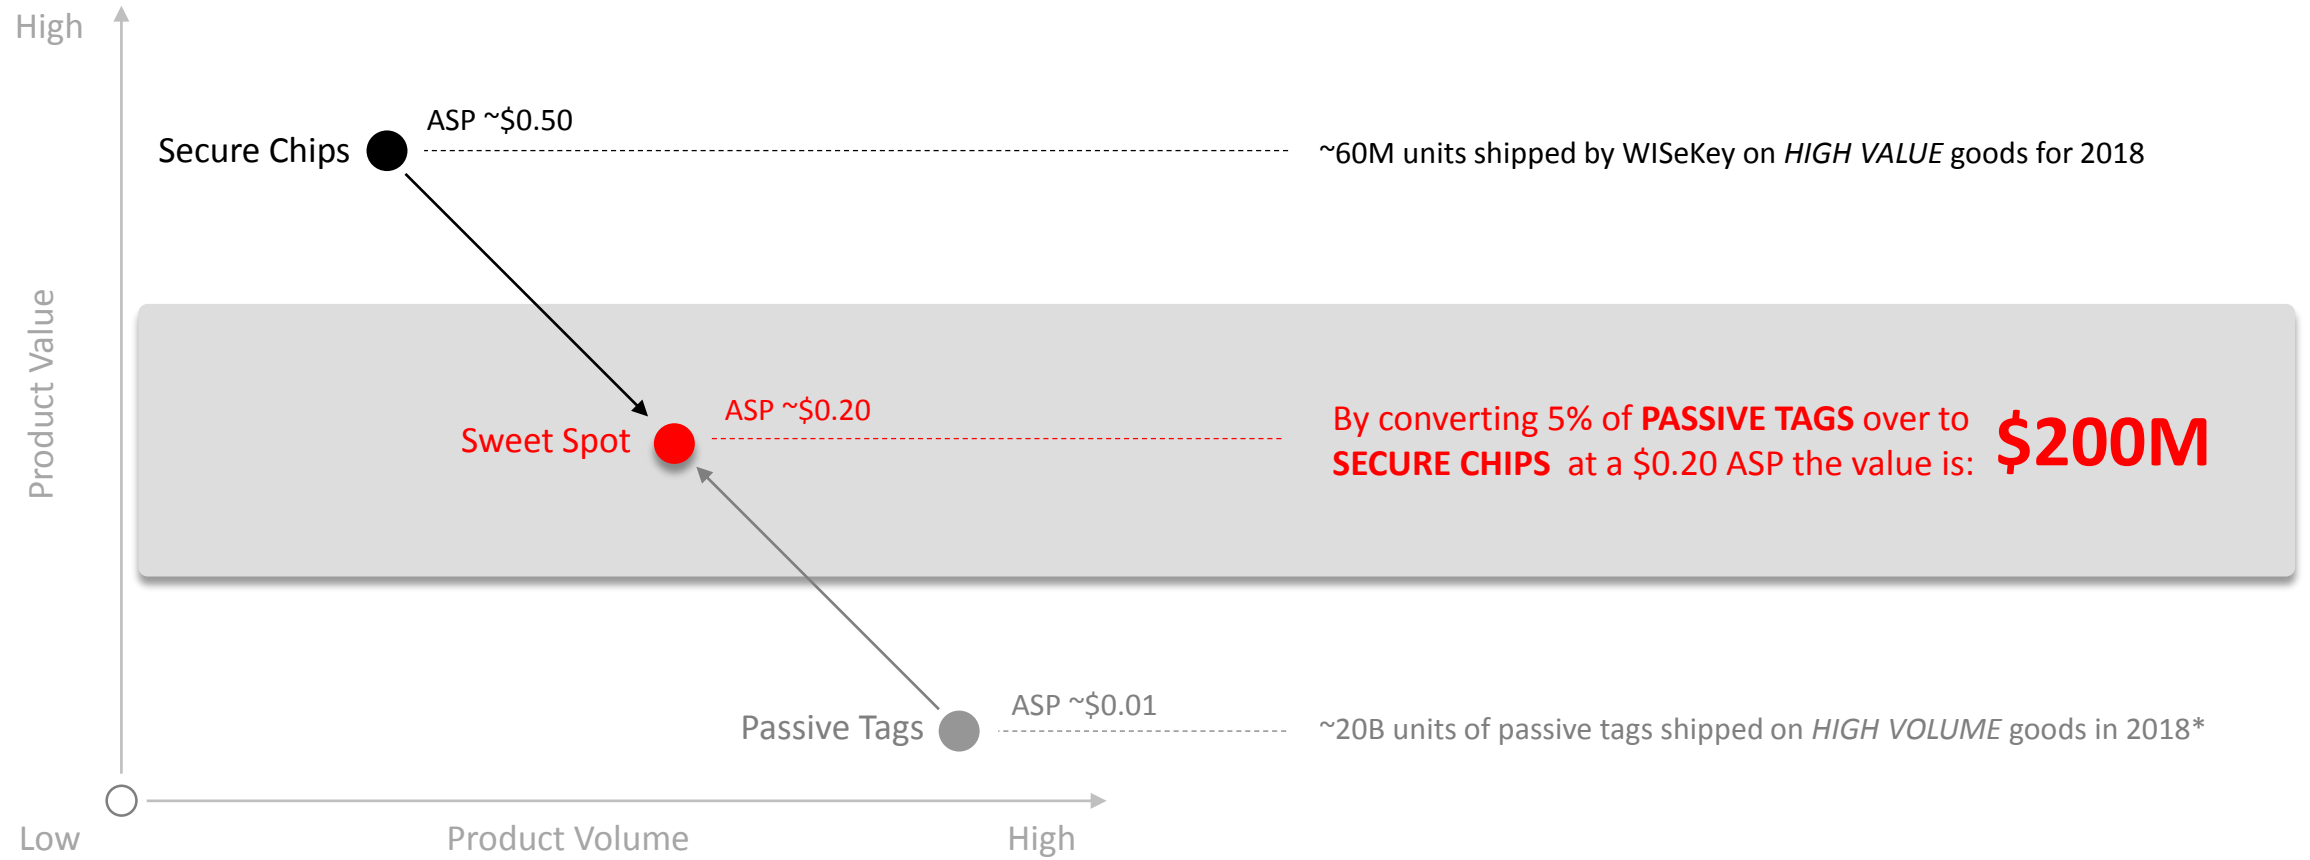 High
ASP ~$0.50
Secure Chips
~60M units shipped by WISeKey on HIGH VALUE goods for 2018
Product Value
ASP ~$0.20
Sweet Spot
By converting 5% of PASSIVE TAGS over to
SECURE CHIPS at a $0.20 ASP the value is:
$200M
ASP ~$0.01
Passive Tags
~20B units of passive tags shipped on HIGH VOLUME goods in 2018*
Low
Product Volume
High